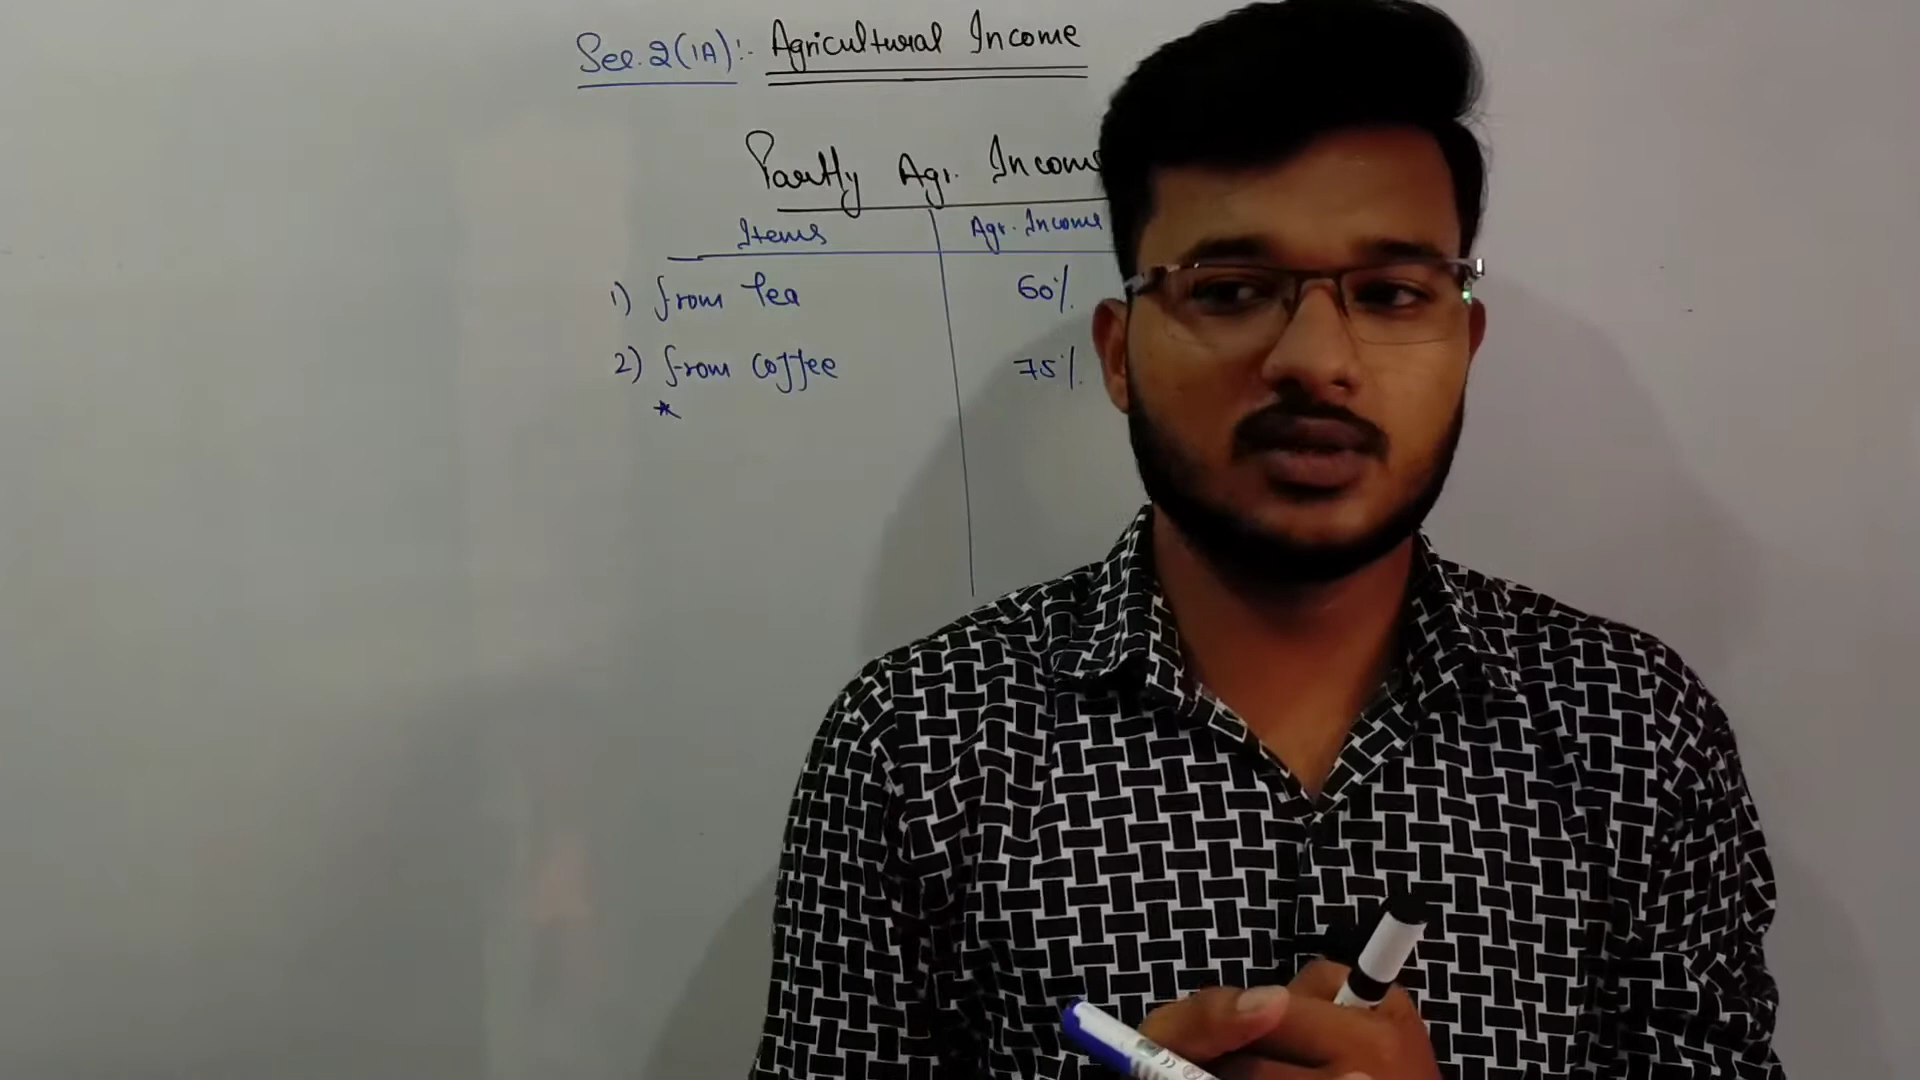 Sec. 2(1A):- Agricultural Income
Partly Agr. Income
Items Agr. Income
1) from Tea 60%.
2) from coffee 75%.
*